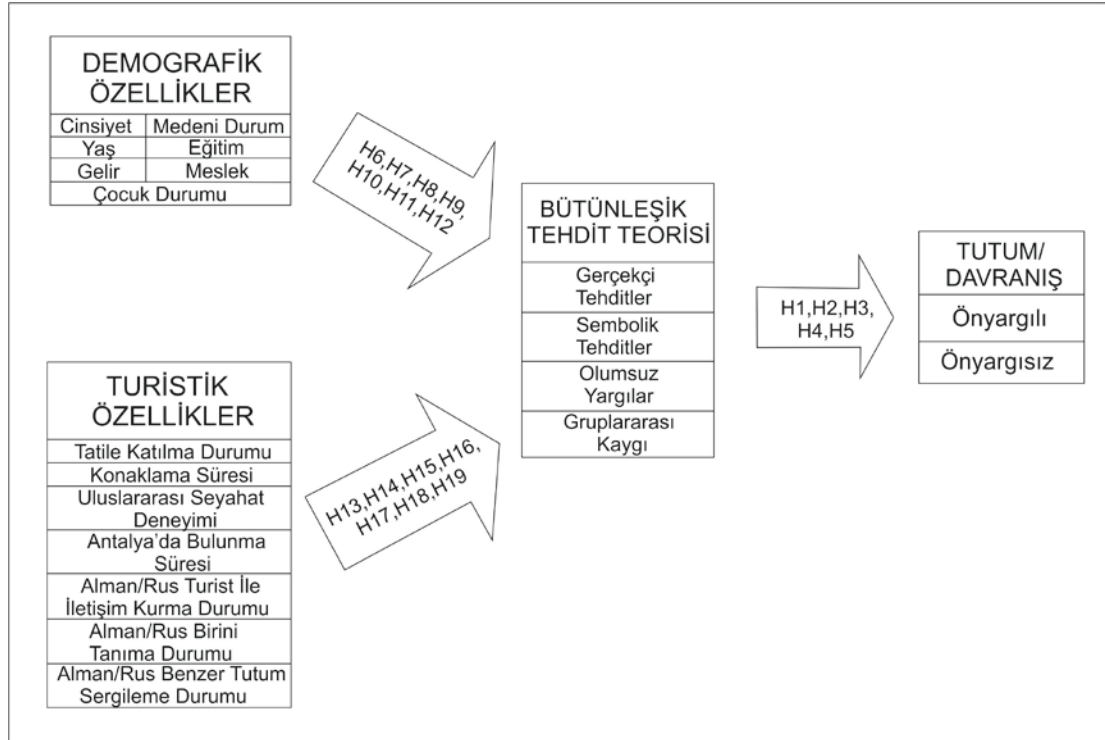 DEMOGRAFİK
ÖZELLİKLER
Cinsiyet Medeni Durum
Yaş Eğitim
Gelir Meslek
Çocuk Durumu
H6,H7,H8,H9,
H10,H11,H12
TURİSTİK
ÖZELLİKLER
Tatile Katılma Durumu
Konaklama Süresi
Uluslararası Seyahat
Deneyimi
Antalya’da Bulunma
Süresi
Alman/Rus Turist İle
İletişim Kurma Durumu
Alman/Rus Birini
Tanıma Durumu
Alman/Rus Benzer Tutum
Sergileme Durumu
H13,H14,H15,H16,
H17,H18,H19
BÜTÜNLEŞİK
TEHDİT TEORİSİ
Gerçekçi
Tehditler
Sembolik
Tehditler
Olumsuz
Yargılar
Gruplararası
Kaygı
H1,H2,H3,
H4,H5
TUTUM/
DAVRANIŞ
Önyargılı
Önyargısız